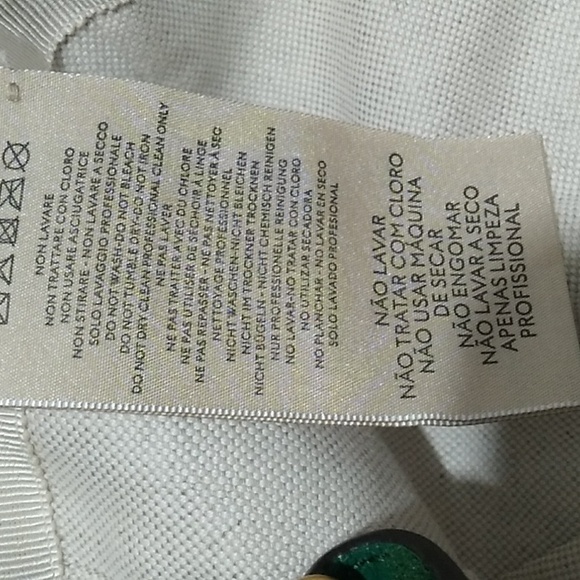 NON LAVARE
NON TRATTARE CON CLORO
NON USARE ASCIUGATRICE
NON STIRARE - NON LAVARE A SECCO
SOLO LAVAGGIO PROFESSIONALE
DO NOT WASH-DO NOT BLEACH
DO NOT TUMBLE DRY-DO NOT IRON
DO NOT DRY CLEAN PROFESSIONAL CLEAN ONLY
NE PAS LAVER
NE PAS TRAITER AVEC DU CHLORE
NE PAS UTILISER DE SECHOIR A LINGE
NE PAS REPASSER - NE PAS NETTOYER À SEC
NETTOYAGE PROFESSIONNEL
NICHT WASCHEN-NICHT BLEICHEN
NICHT IM TROCKNER TROCKNEN
NICHT BÜGELN - NICHT CHEMISCH REINIGEN
NUR PROFESSIONELLE REINIGUNG
NO LAVAR-NO TRATAR CON CLORO
NO UTILIZAR SECADORA
NO PLANCHAR - NO LAVAR EN SECO
SOLO LAVADO PROFESIONAL
NÃO LAVAR
NÃO TRATAR COM CLORO
NÃO USAR MÁQUINA
DE SECAR
NÃO ENGOMAR
NÃO LAVAR A SECO
APENAS LIMPEZA
PROFISSIONAL